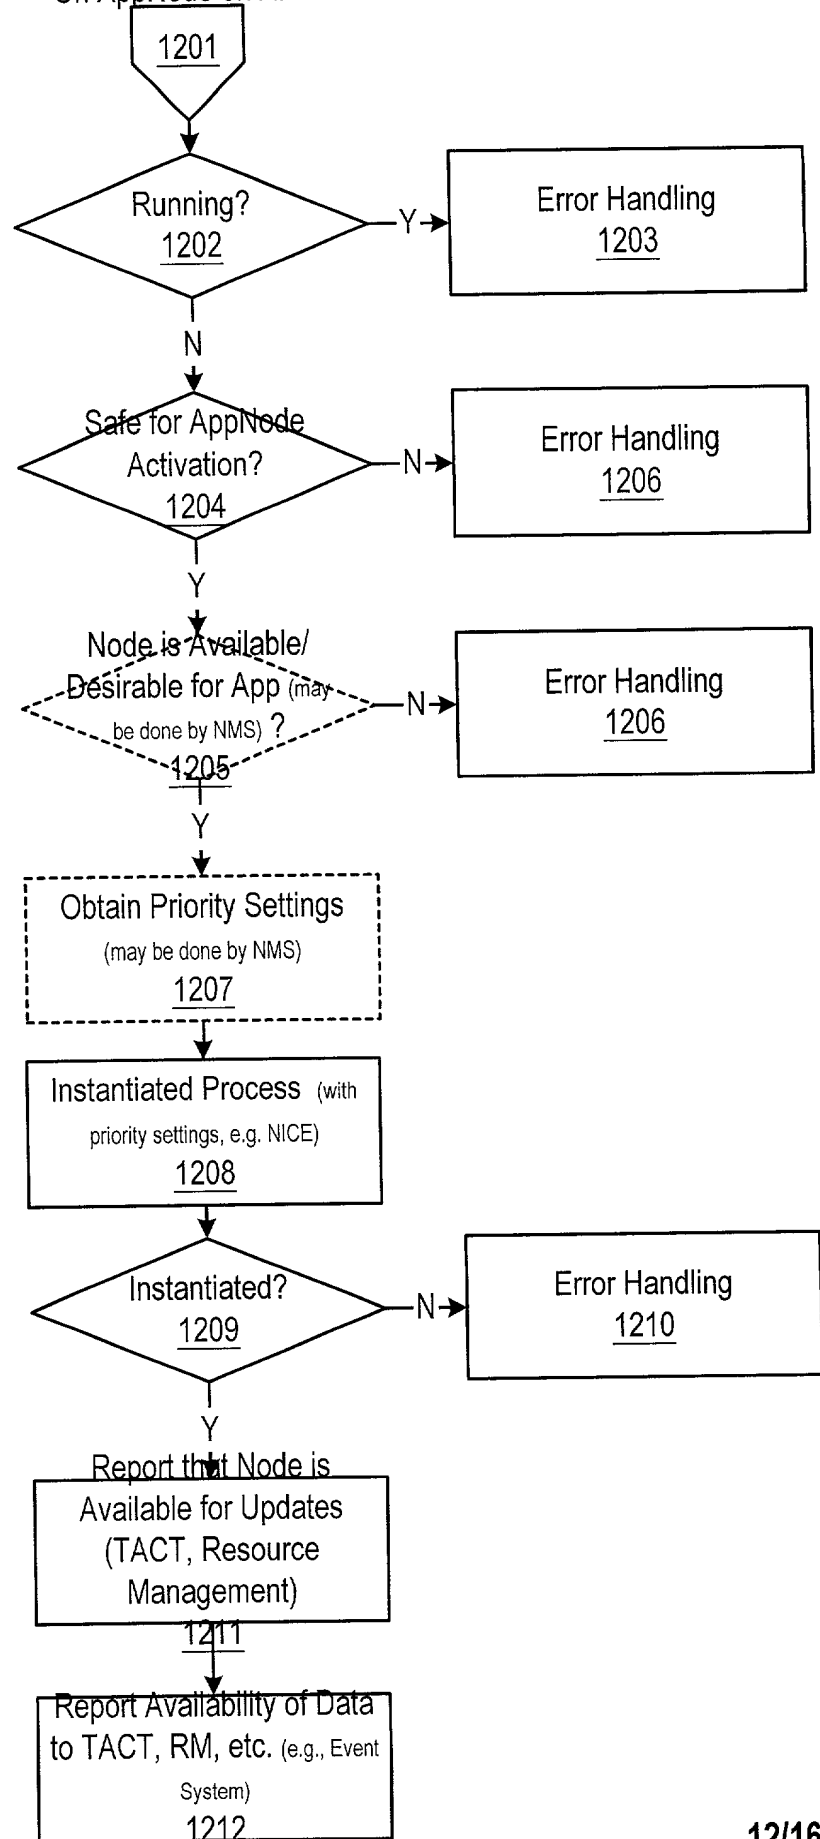 1201
Running?
1202
Y
Error Handling
1203
N
Safe for AppNode
Activation?
1204
N
Error Handling
1206
Y
Node is Available/
Desirable for App (may
be done by NMS) ?
1205
N
Error Handling
1206
Y
Obtain Priority Settings
(may be done by NMS)
1207
Instantiated Process (with
priority settings, e.g. NICE)
1208
Instantiated?
1209
N
Error Handling
1210
Y
Report that Node is
Available for Updates
(TACT, Resource
Management)
1211
Report Availability of Data
to TACT, RM, etc. (e.g., Event
System)
1212
12/16